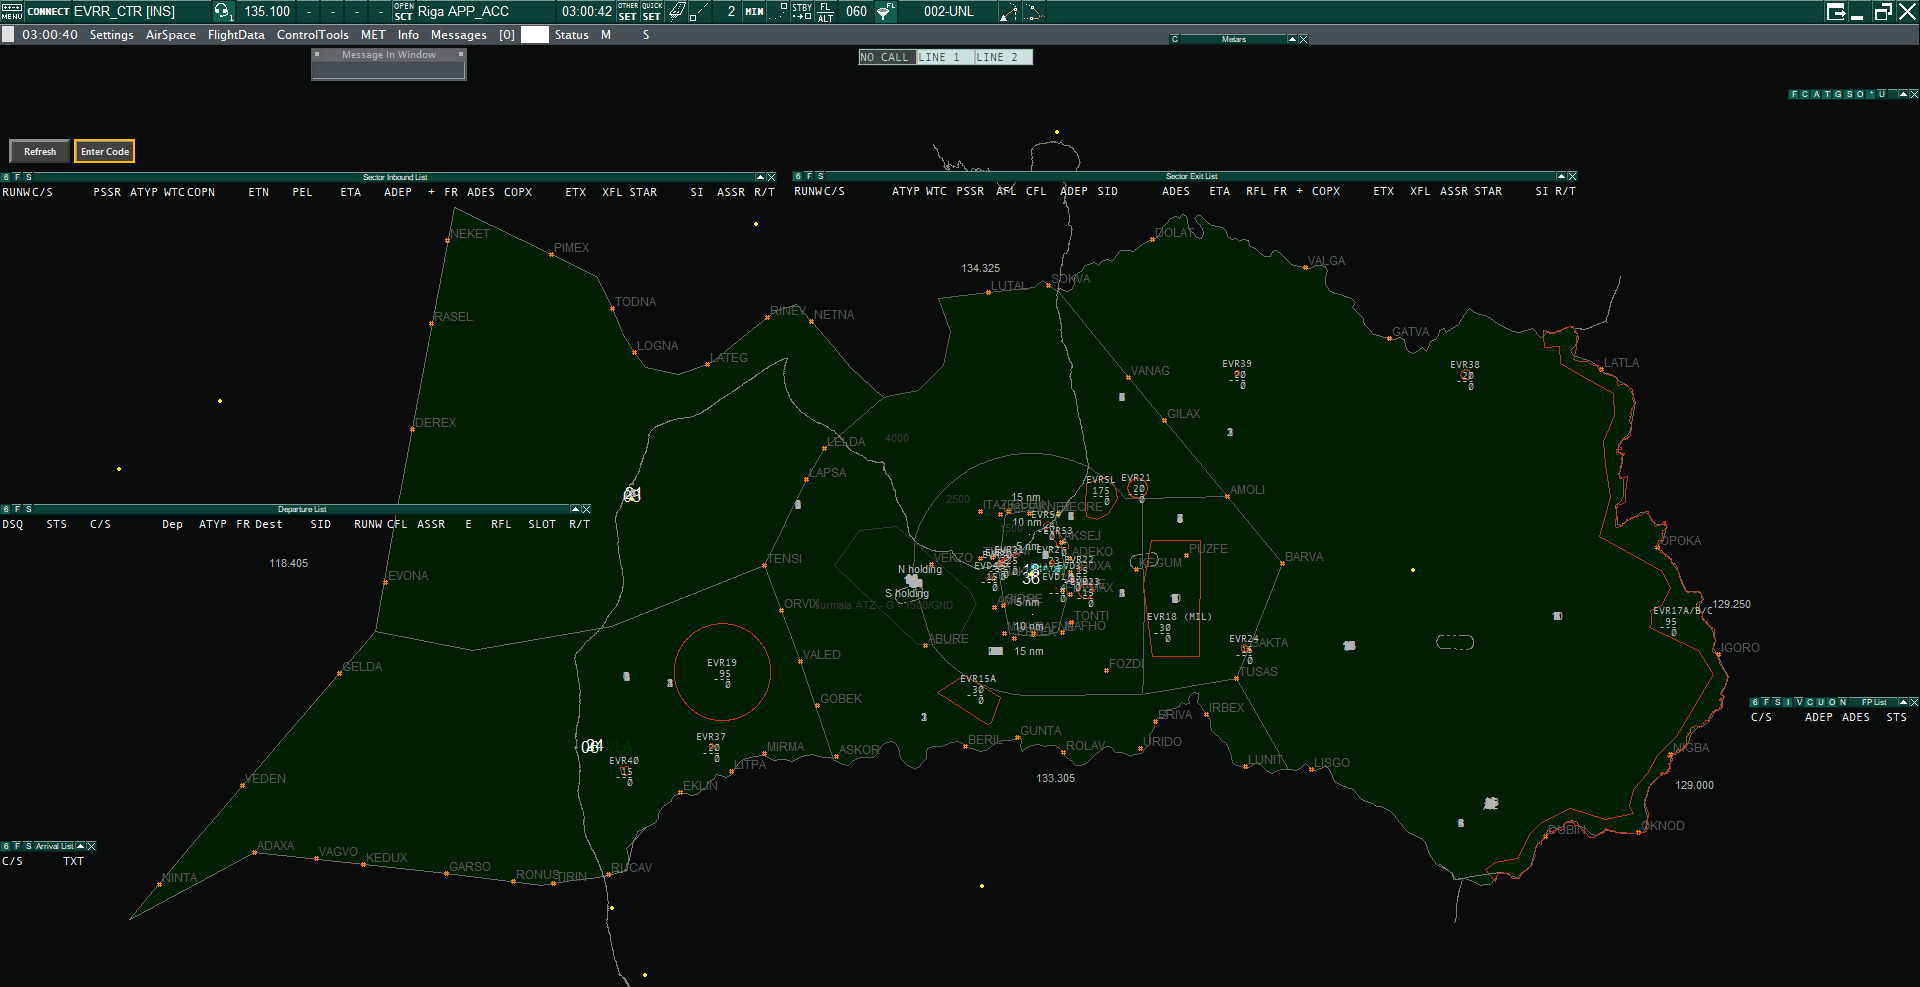 MENU CONNECT EVRR_CTR [INS] 1 135.100 - - - - OPEN SCT Riga APP_ACC 03:00:42 OTHER SET QUICK SET 2 MIN STBY FL ALT 060 FL 002-UNL
03:00:40 Settings AirSpace FlightData ControlTools MET Info Messages [0] Status M S
C Metars
Message In Window
NO CALL LINE 1 LINE 2
F C A T G S O * U
Refresh Enter Code
6 F S Sector Inbound List
RUNW C/S PSSR ATYP WTC COPN ETN PEL ETA ADEP + FR ADES COPX ETX XFL STAR SI ASSR R/T
6 F S Sector Exit List
RUNW C/S ATYP WTC PSSR AFL CFL ADEP SID ADES ETA RFL FR + COPX ETX XFL ASSR STAR SI R/T
NEKET
PIMEX
DOLAT
VALGA
134.325
LUTAL
SOKVA
TODNA
RASEL
RINEV
NETNA
GATVA
LOGNA
LATEG
LATLA
VANAG
EVR39
20
0
EVR38
20
0
DEREX
GILAX
4000
LELDA
LAPSA
EVRSL
175
0
EVR21
20
0
AMOLI
2500
15 nm
6 F S Departure List
DSQ STS C/S Dep ATYP FR Dest SID RUNW CFL ASSR E RFL SLOT R/T
10 nm
118.405
OPOKA
5 nm
TENSI
PUZFE
BARVA
KEGUM
EVONA
N holding
S holding
Jurmala ATZ - G - 1500/GND
ORVIX
5 nm
TONTI
10 nm
EVR18 (MIL)
30
0
EVR17A/B/C
95
0
129.250
ABURE
15 nm
EVR24
15
0
SAKTA
IGORO
VALED
GELDA
EVR19
95
0
FOZDI
TUSAS
EVR15A
30
0
GOBEK
ERIVA
IRBEX
6 F S I V C U O N FP List
C/S ADEP ADES STS
EVR37
20
0
MIRMA
ASKOR
BERIL
GUNTA
ROLAV
URIDO
NIGBA
EVR40
15
0
LITPA
LUNIT
LISGO
VEDEN
133.305
EKLIN
129.000
DUBIN
OKNOD
6 F S Arrival List
C/S TXT
ADAXA
VAGVO
KEDUX
GARSO
RONUS
TIRIN
RUCAV
NINTA